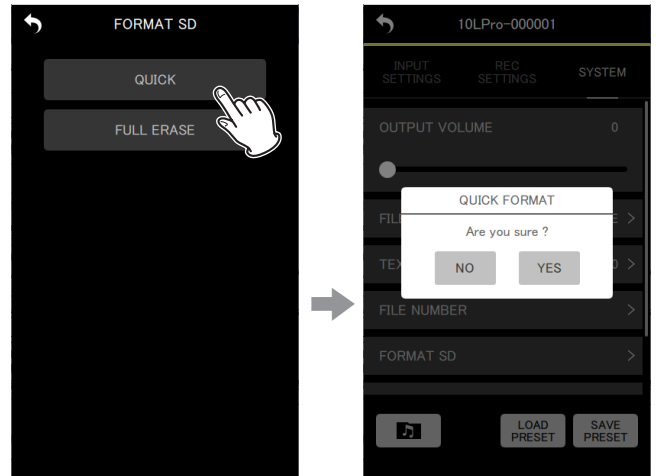 FORMAT SD
QUICK
FULL ERASE
10LPro-000001
INPUT
SETTINGS
REC
SETTINGS
SYSTEM
OUTPUT VOLUME 0
QUICK FORMAT
Are you sure ?
NO YES
FILE NUMBER
FORMAT SD
LOAD
PRESET
SAVE
PRESET